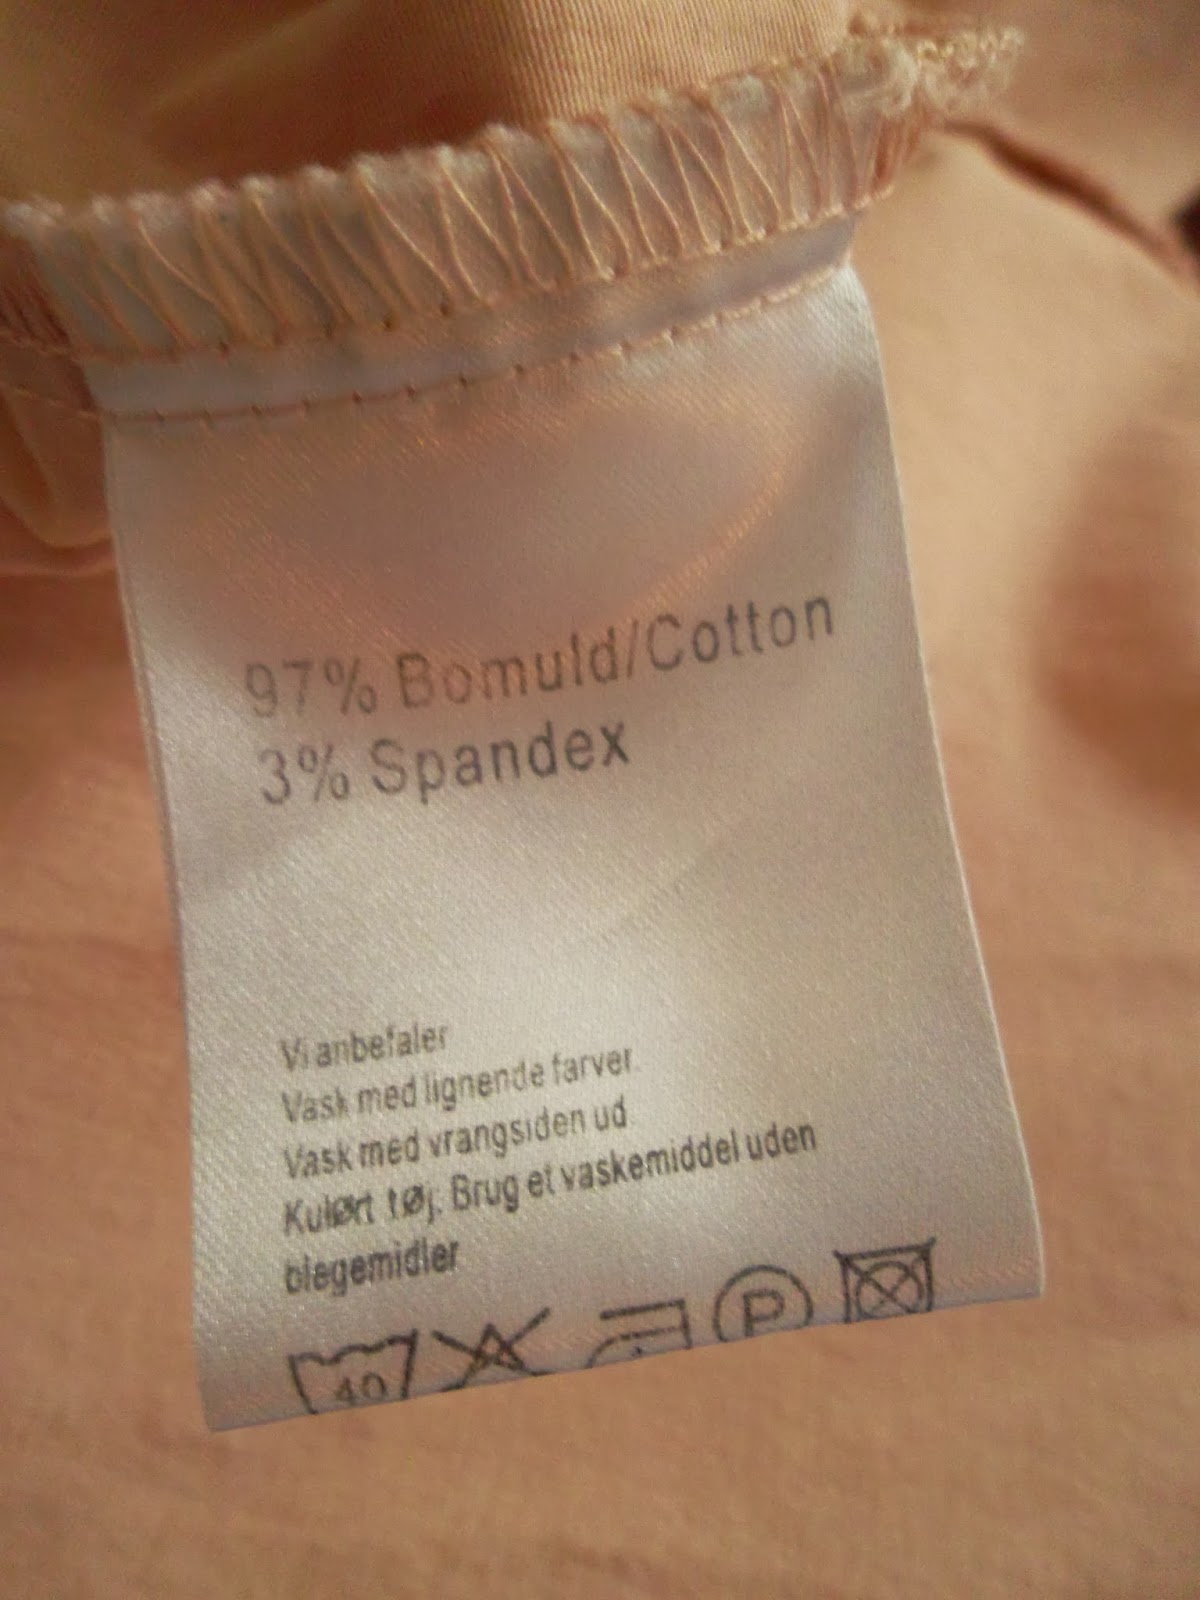 97% Bomuld/Cotton
3% Spandex
Vi anbefaler
Vask med lignende farver.
Vask med vrangsiden ud.
Kulørt tøj: Brug et vaskemiddel uden
blegemidler
40
P